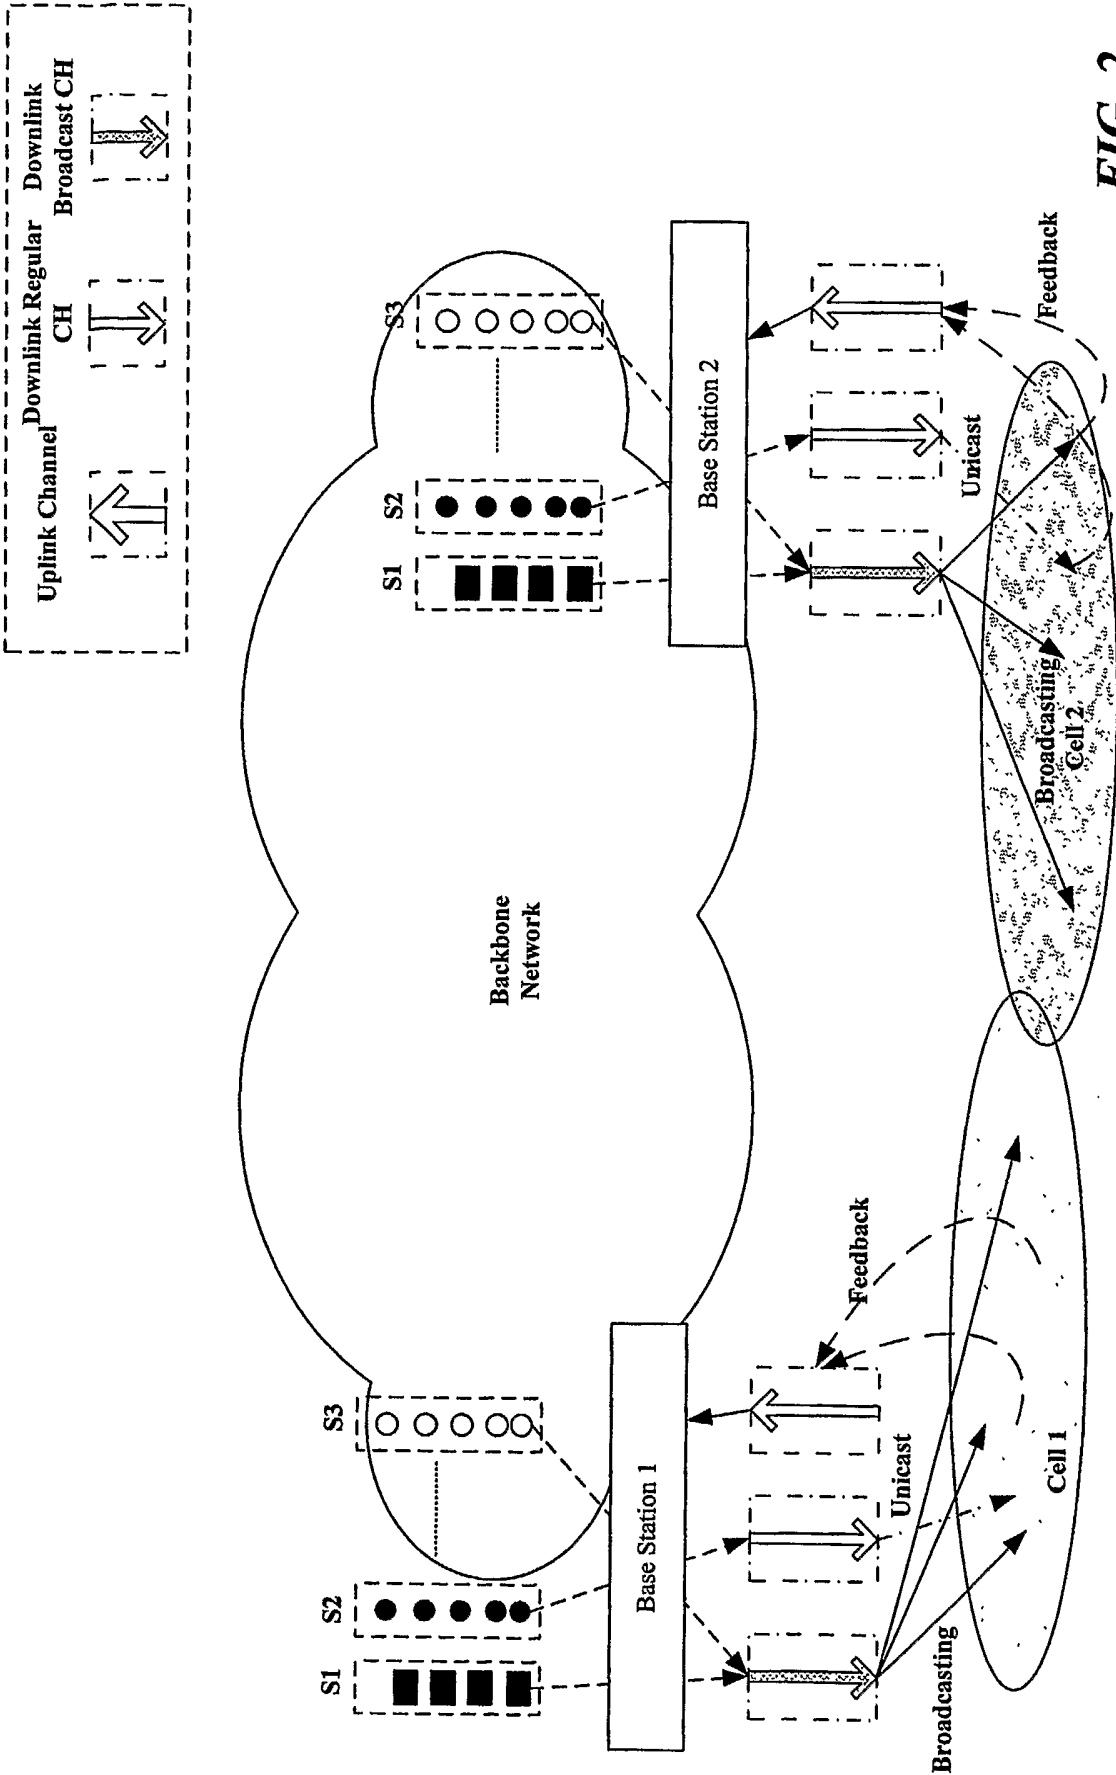 Uplink Channel
Downlink Regular
CH
Downlink
Broadcast CH
S1
S2
S3
S1
S2
S3
Backbone
Network
Base Station 1
Base Station 2
Feedback
Unicast
Broadcasting
Cell 1
Feedback
Unicast
Broadcasting
Cell 2
FIG. 2